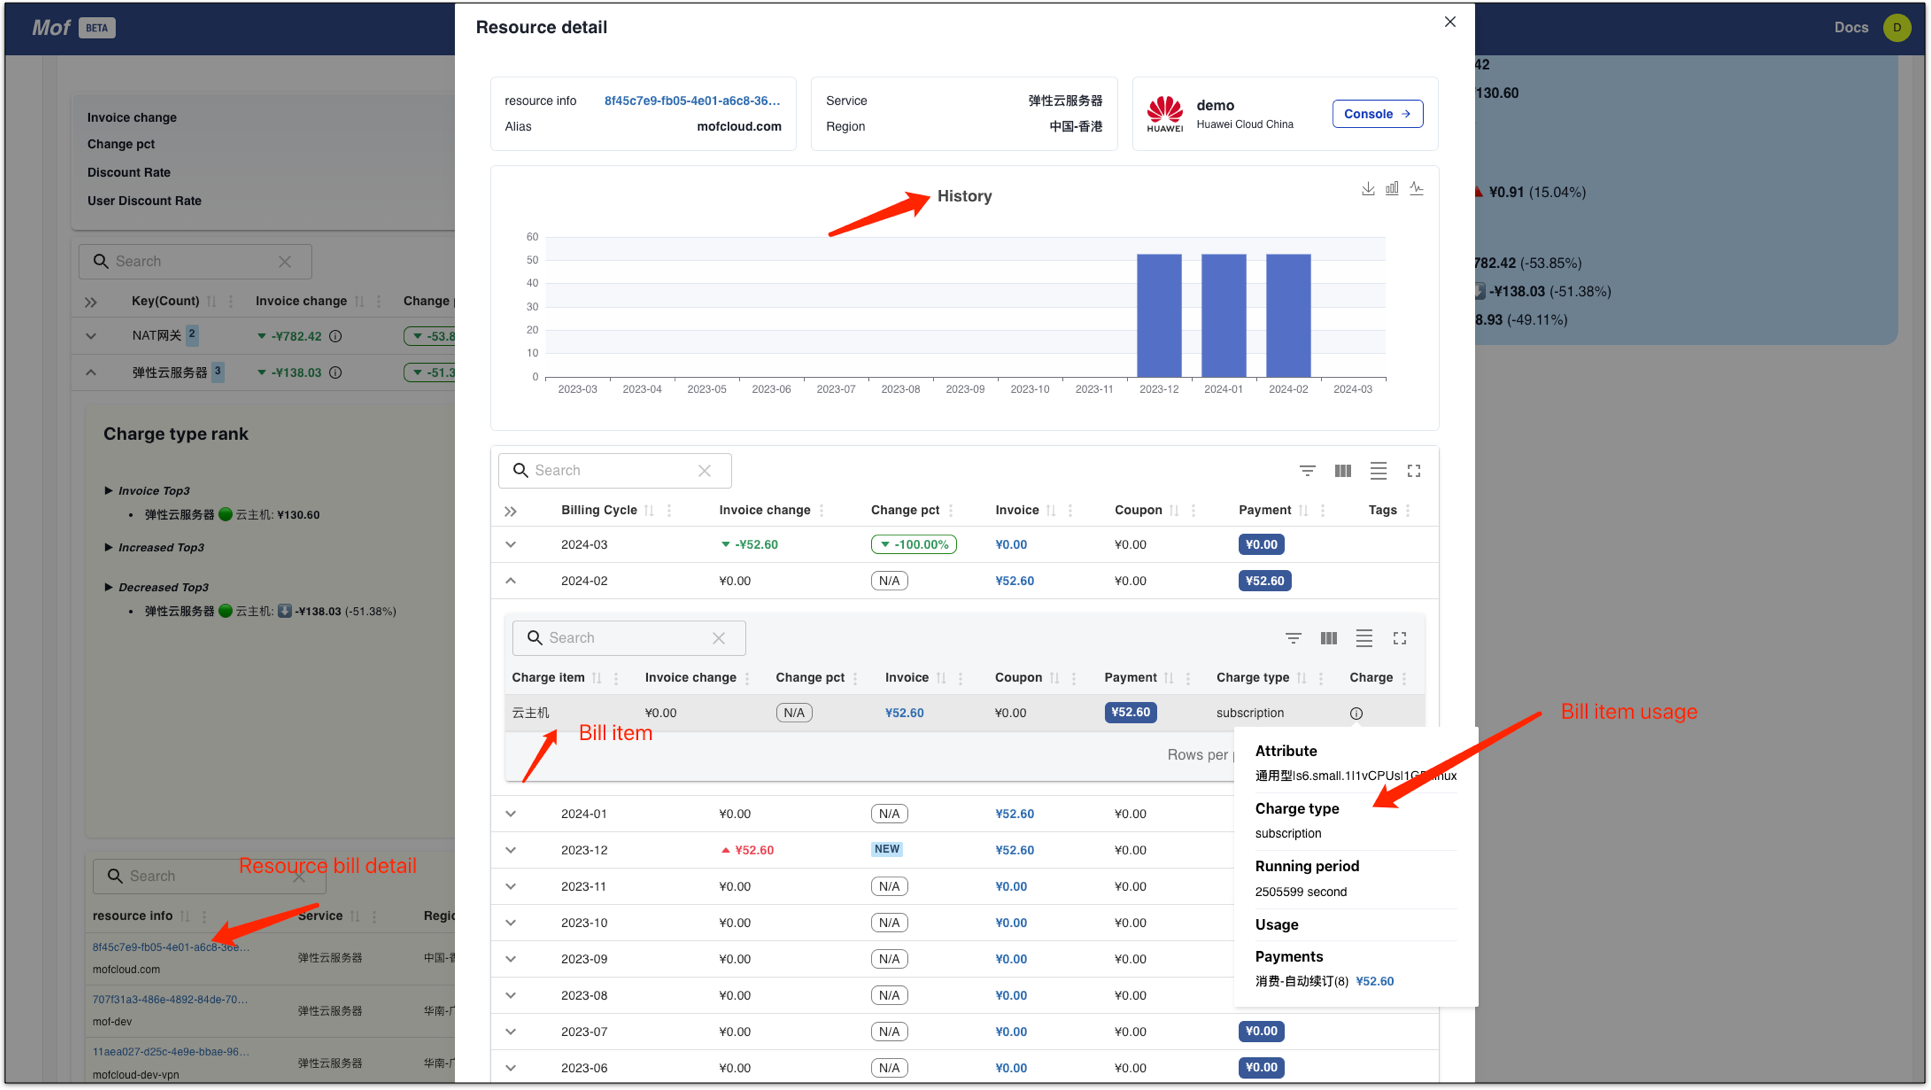 Mof BETA
Docs D
Resource detail
resource info 8f45c7e9-fb05-4e01-a6c8-36...
Alias mofcloud.com
Service 弹性云服务器
Region 中国-香港
HUAWEI
demo
Huawei Cloud China
Console →
Invoice change
Change pct
Discount Rate
User Discount Rate
Search
Key(Count) Invoice change Change
NAT网关 2 -¥782.42 -53.8
弹性云服务器 3 -¥138.03 -51.3
Charge type rank
Invoice Top3
弹性云服务器 云主机: ¥130.60
Increased Top3
Decreased Top3
弹性云服务器 云主机: -¥138.03 (-51.38%)
Search
Resource bill detail
resource info Service Regi
8f45c7e9-fb05-4e01-a6c8-36e...
mofcloud.com
弹性云服务器
中国-
707f31a3-486e-4892-84de-70...
mof-dev
弹性云服务器
华南-
11aea027-d25c-4e9e-bbae-96...
mofcloud-dev-vpn
弹性云服务器
华南-
History
60
50
40
30
20
10
0
2023-03 2023-04 2023-05 2023-06 2023-07 2023-08 2023-09 2023-10 2023-11 2023-12 2024-01 2024-02 2024-03
Search
Billing Cycle Invoice change Change pct Invoice Coupon Payment Tags
2024-03 -¥52.60 -100.00% ¥0.00 ¥0.00 ¥0.00
2024-02 ¥0.00 N/A ¥52.60 ¥0.00 ¥52.60
Search
Charge item Invoice change Change pct Invoice Coupon Payment Charge type Charge
云主机 ¥0.00 N/A ¥52.60 ¥0.00 ¥52.60 subscription
Bill item
Rows per
2024-01 ¥0.00 N/A ¥52.60 ¥0.00
2023-12 ¥52.60 NEW ¥52.60 ¥0.00
2023-11 ¥0.00 N/A ¥0.00 ¥0.00
2023-10 ¥0.00 N/A ¥0.00 ¥0.00
2023-09 ¥0.00 N/A ¥0.00 ¥0.00
2023-08 ¥0.00 N/A ¥0.00 ¥0.00
2023-07 ¥0.00 N/A ¥0.00 ¥0.00 ¥0.00
2023-06 ¥0.00 N/A ¥0.00 ¥0.00 ¥0.00
Attribute
通用型|s6.small.1|1vCPUs|1G
Charge type
subscription
Running period
2505599 second
Usage
Payments
消费-自动续订(8) ¥52.60
Bill item usage
42
130.60
¥0.91 (15.04%)
782.42 (-53.85%)
-¥138.03 (-51.38%)
8.93 (-49.11%)